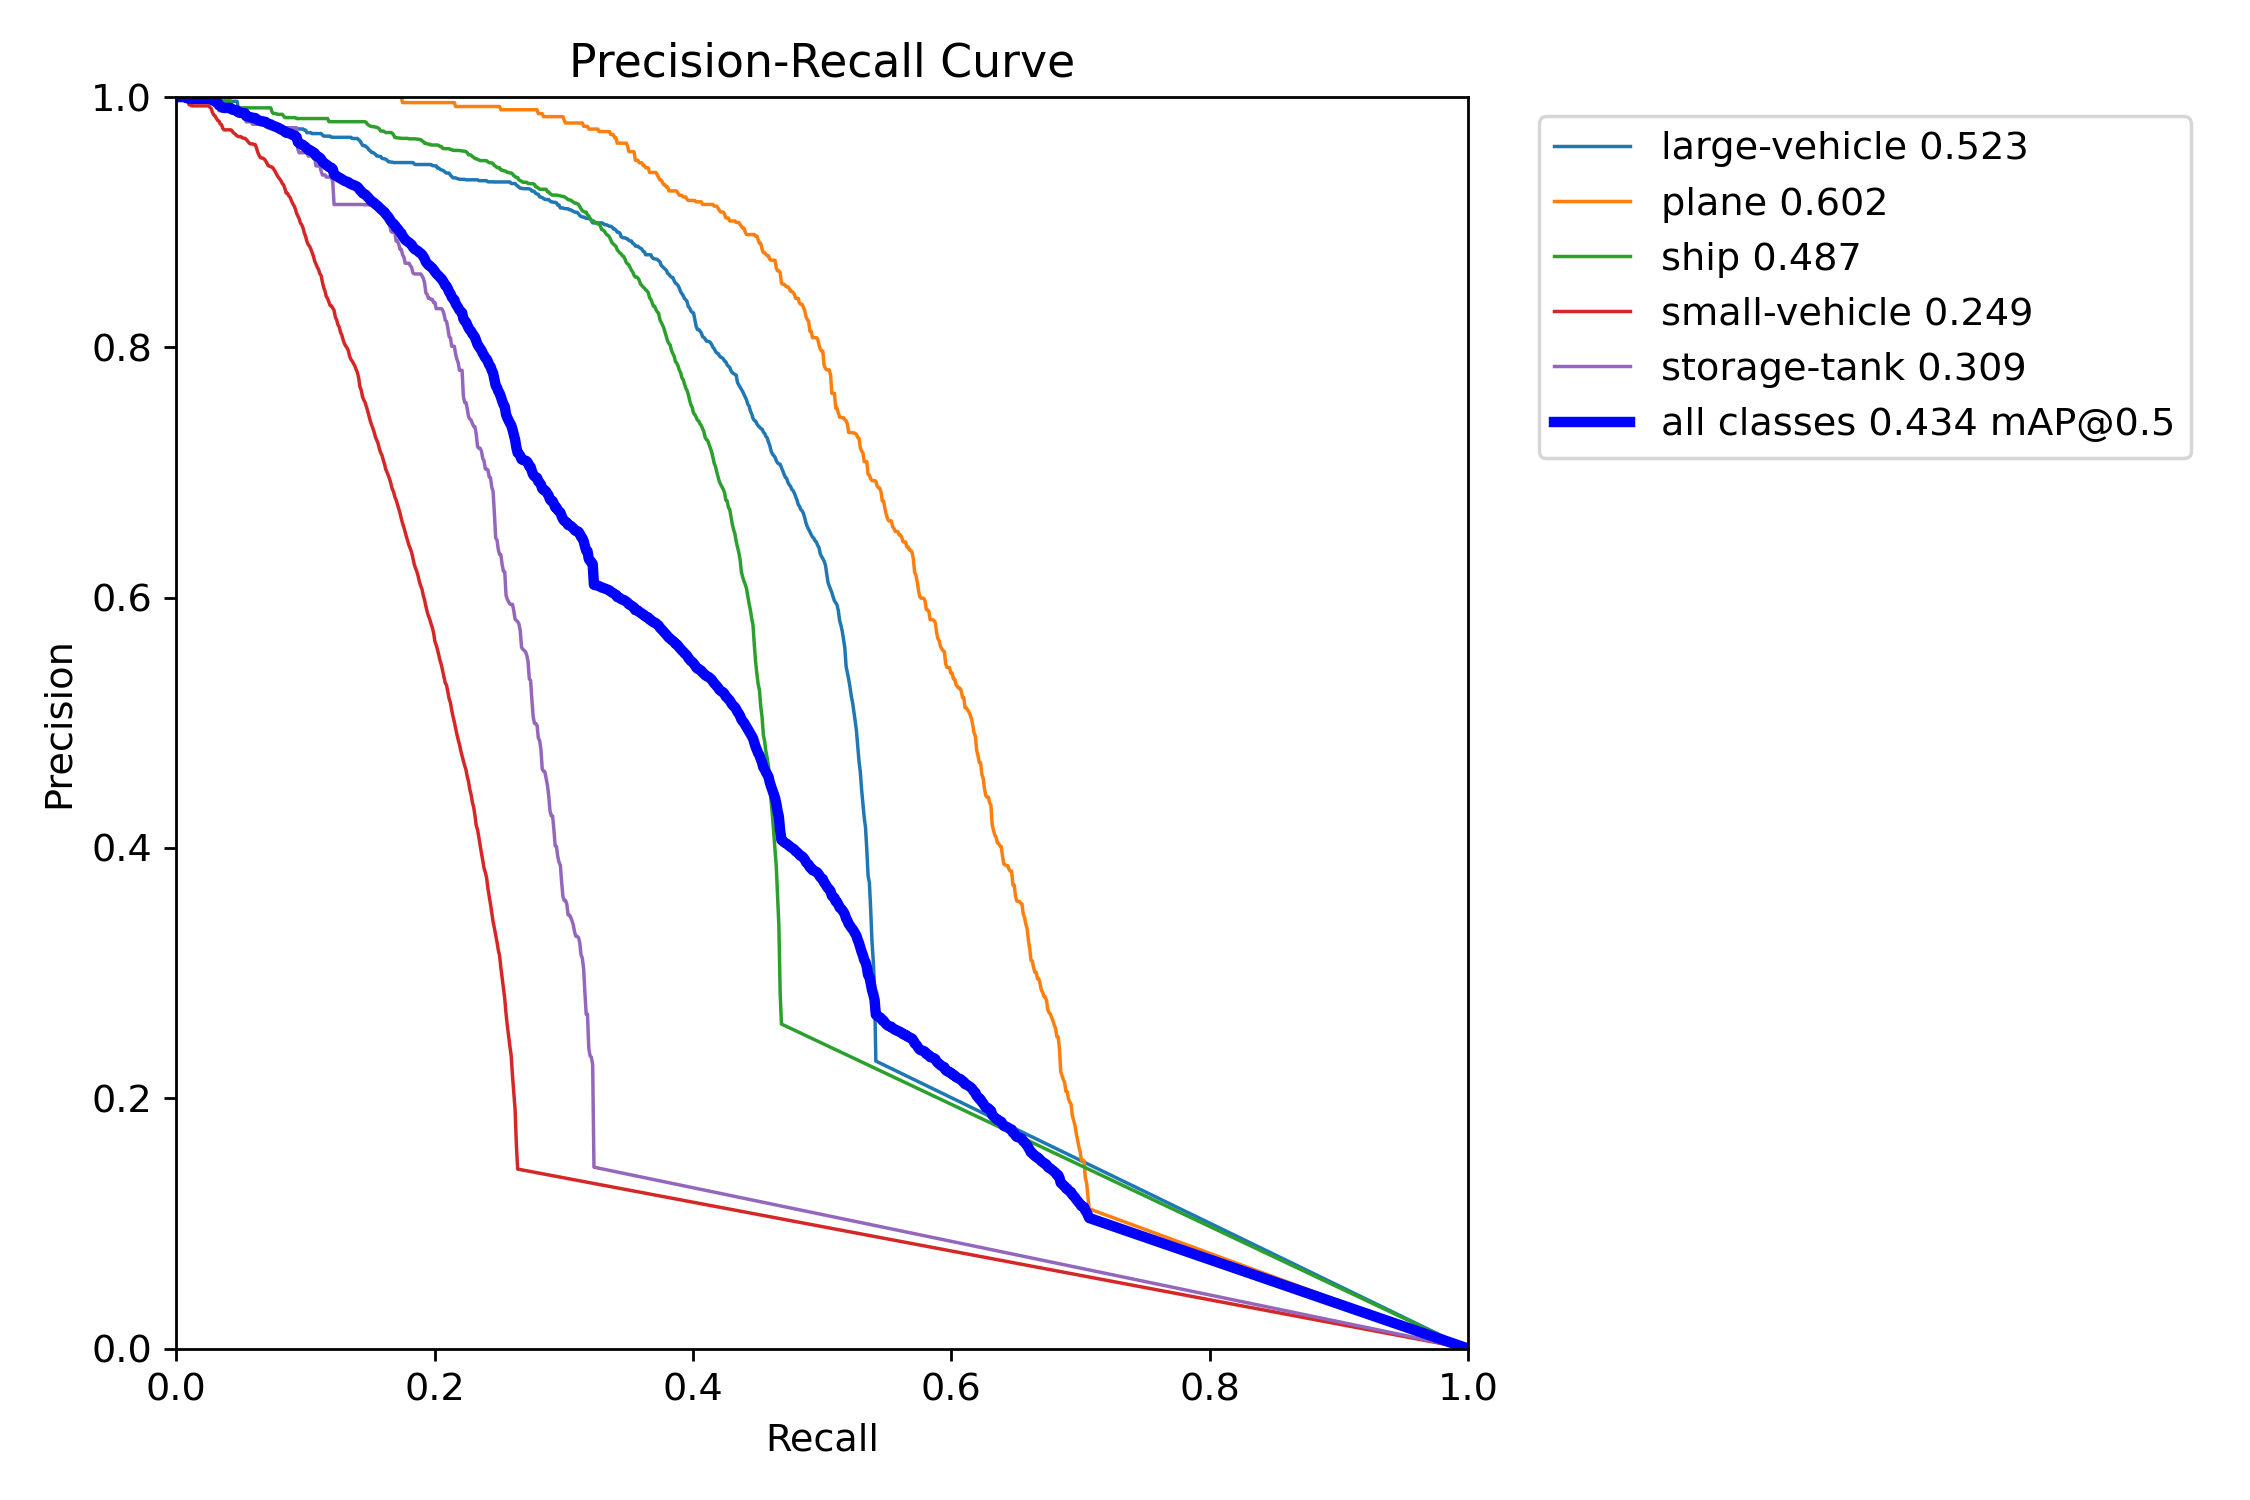 Precision-Recall Curve
1.0
0.8
0.6
0.4
0.2
0.0
Precision
0.0 0.2 0.4 0.6 0.8 1.0
Recall
large-vehicle 0.523
plane 0.602
ship 0.487
small-vehicle 0.249
storage-tank 0.309
all classes 0.434 mAP@0.5